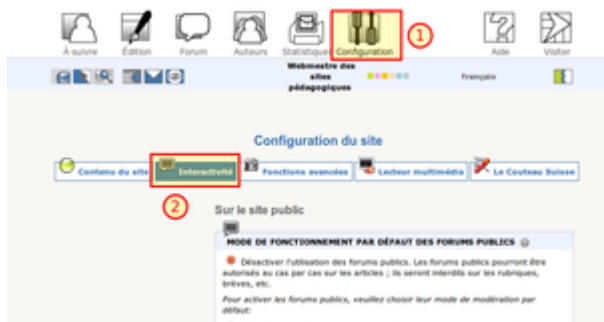 À suivre Édition Forum Auteurs Statistiques Configuration 1 Aide Visiter
Webmestre des
sites
pédagogiques
Français
Configuration du site
Contenu du site Interactivité Fonctions avancées Lecteur multimédia Le Couteau Suisse
2
Sur le site public
MODE DE FONCTIONNEMENT PAR DÉFAUT DES FORUMS PUBLICS
Désactiver l'utilisation des forums publics. Les forums publics pourront être
autorisés au cas par cas sur les articles ; ils seront interdits sur les rubriques,
brèves, etc.
Pour activer les forums publics, veuillez choisir leur mode de modération par
défaut: